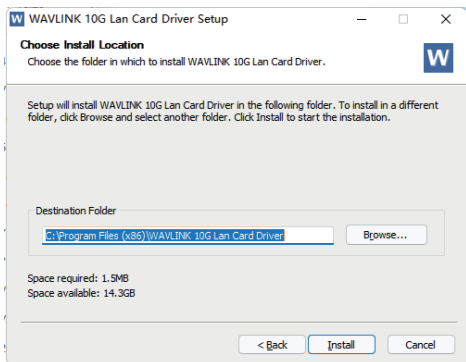 W WAVLINK 10G Lan Card Driver Setup
Choose Install Location
Choose the folder in which to install WAVLINK 10G Lan Card Driver.
W
Setup will install WAVLINK 10G Lan Card Driver in the following folder. To install in a different
folder, click Browse and select another folder. Click Install to start the installation.
Destination Folder
C:\Program Files (x86)\WAVLINK 10G Lan Card Driver
Browse...
Space required: 1.5MB
Space available: 14.3GB
< Back
Install
Cancel